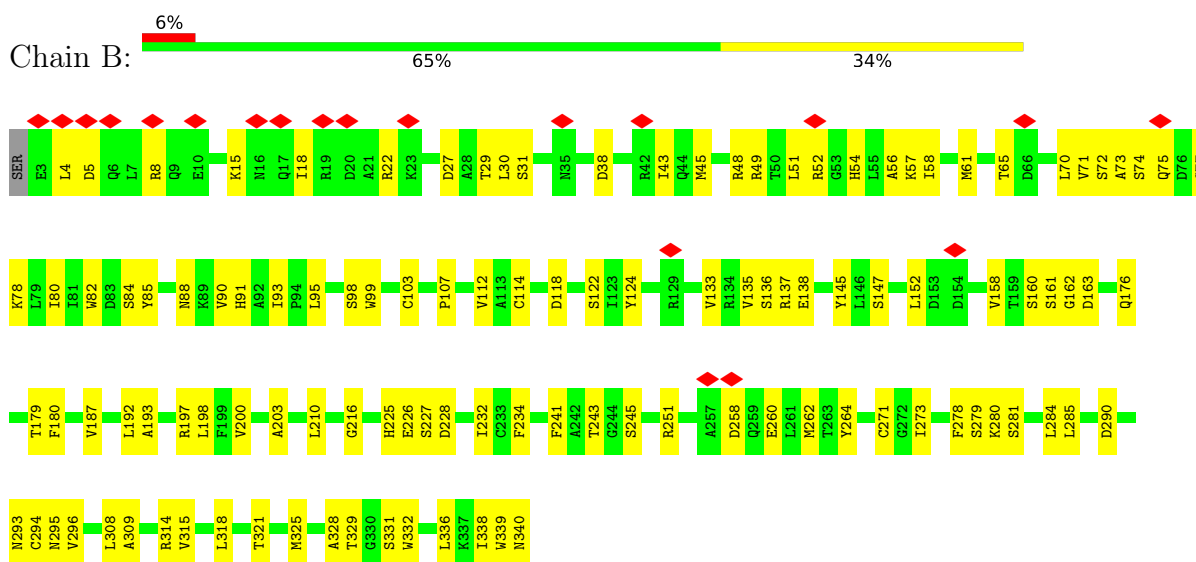 6%
Chain B:
65% 34%
SER E3 L4 D5 Q6 L7 R8 Q9 E10 K15 N16 Q17 I18 R19 D20 A21 R22 K23 D27 A28 T29 L30 S31 N35 D38 R42 I43 Q44 M45 R48 R49 T50 L51 R52 G53 H54 L55 A56 K57 I58 M61 T65 D66 L70 V71 S72 A73 S74 Q75 D76
K78 L79 I80 I81 W82 D83 S84 Y85 N88 K89 V90 H91 A92 I93 P94 L95 S98 W99 C103 P107 V112 A113 C114 D118 S122 I123 Y124 R129 V133 R134 V135 S136 R137 E138 Y145 L146 S147 L152 D153 D154 V158 T159 S160 S161 G162 D163 Q176
T179 F180 V187 L192 A193 R197 L198 F199 V200 A203 L210 G216 H225 E226 S227 D228 I232 C233 F234 F241 A242 T243 G244 S245 R251 A257 D258 Q259 E260 L261 M262 T263 Y264 C271 G272 I273 F278 S279 K280 S281 L284 L285 D290
N293 C294 N295 V296 L308 A309 R314 V315 L318 T321 M325 A328 T329 G330 S331 W332 L336 K337 I338 W339 N340